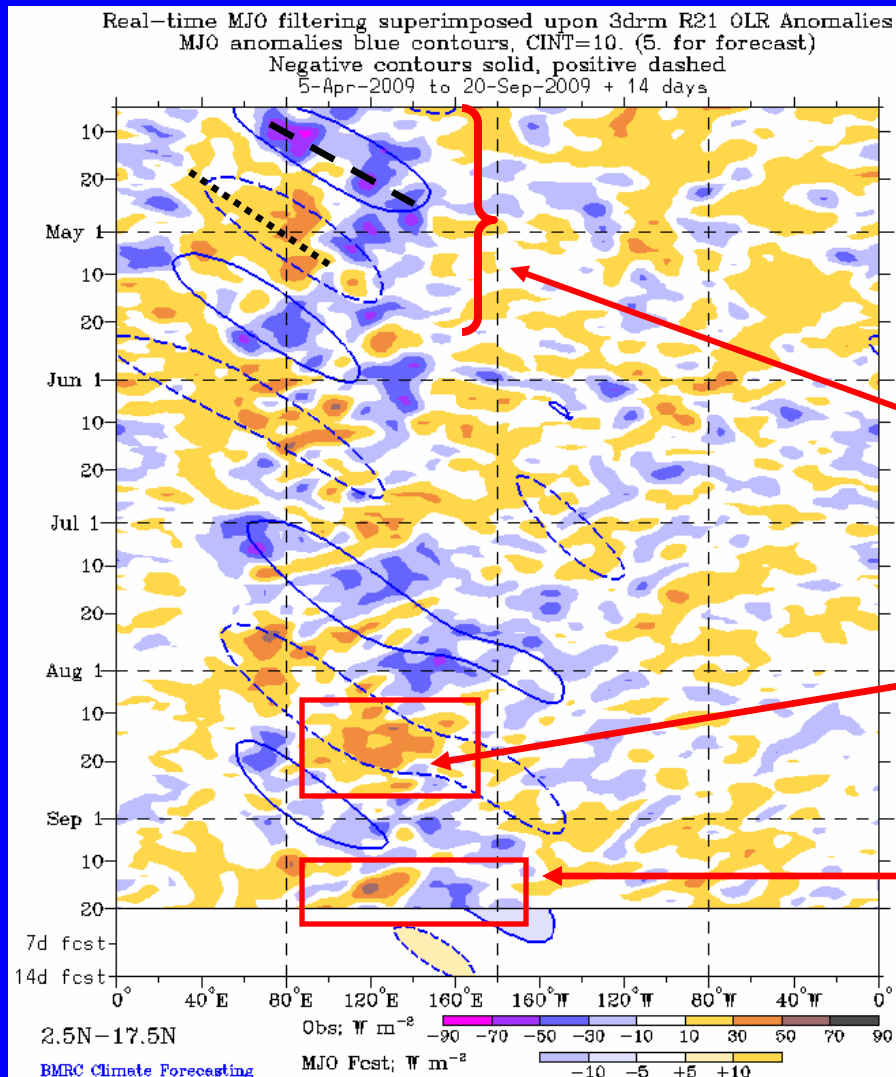 Real-time MJO filtering superimposed upon 3drm R21 OLR Anomalies
MJO anomalies blue contours, CINT=10. (5. for forecast)
Negative contours solid, positive dashed
5-Apr-2009 to 20-Sep-2009 + 14 days
10
20
May 1
10
20
Jun 1
10
20
Jul 1
10
20
Aug 1
10
20
Sep 1
10
20
7d fcst
14d fcst
0° 40°E 80°E 120°E 160°E 160°W 120°W 80°W 40°W 0°
2.5N-17.5N
Obs; W m⁻²
-90 -70 -50 -30 -10 10 30 50 70 90
BMRC Climate Forecasting
MJO Fcst; W m⁻²
-10 -5 +5 +10